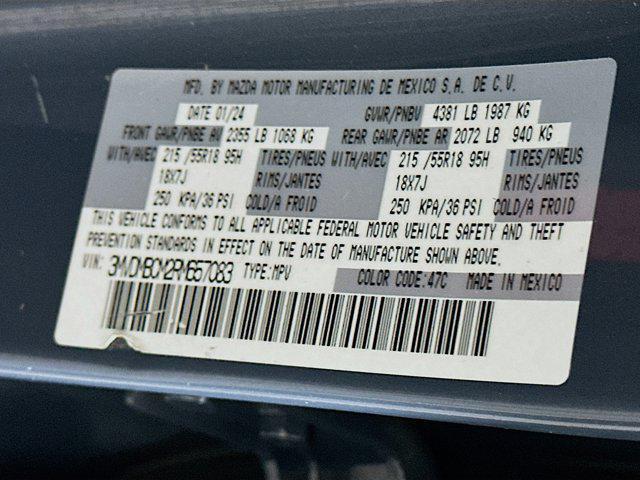 MFD. BY MAZDA MOTOR MANUFACTURING DE MEXICO S.A. DE C.V.
DATE 01/24 GVWR/PNBV 4381 LB 1987 KG
FRONT GAWR/PNBE AV 2355 LB 1068 KG REAR GAWR/PNBE AR 2072 LB 940 KG
WITH/AVEC 215 /55R18 95H TIRES/PNEUS WITH/AVEC 215 /55R18 95H TIRES/PNEUS
18X7J RIMS/JANTES 18X7J RIMS/JANTES
250 KPA/36 PSI COLD/A FROID 250 KPA/36 PSI COLD/A FROID
THIS VEHICLE CONFORMS TO ALL APPLICABLE FEDERAL MOTOR VEHICLE SAFETY AND THEFT
PREVENTION STANDARDS IN EFFECT ON THE DATE OF MANUFACTURE SHOWN ABOVE.
VIN: 3MVDMBCM2RM657083 TYPE:MPV COLOR CODE:47C MADE IN MEXICO